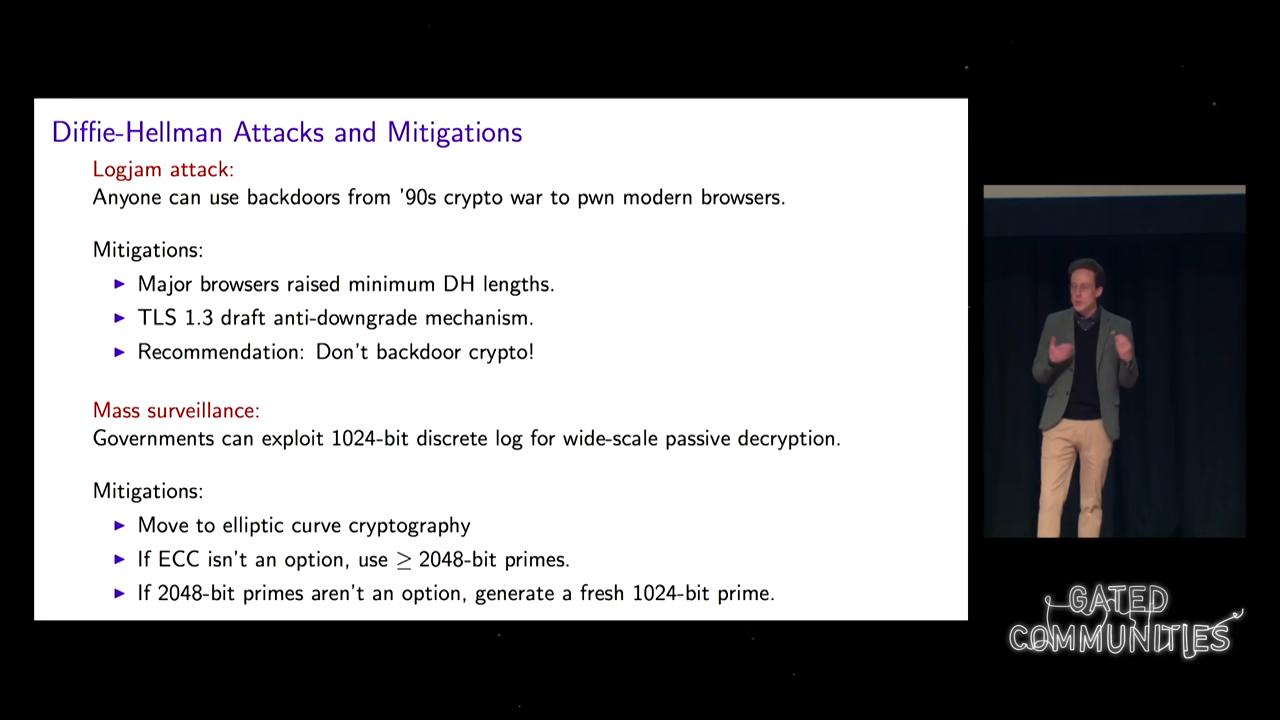 Diffie-Hellman Attacks and Mitigations
Logjam attack:
Anyone can use backdoors from '90s crypto war to pwn modern browsers.
Mitigations:
▶ Major browsers raised minimum DH lengths.
▶ TLS 1.3 draft anti-downgrade mechanism.
▶ Recommendation: Don't backdoor crypto!
Mass surveillance:
Governments can exploit 1024-bit discrete log for wide-scale passive decryption.
Mitigations:
▶ Move to elliptic curve cryptography
▶ If ECC isn't an option, use ≥ 2048-bit primes.
▶ If 2048-bit primes aren't an option, generate a fresh 1024-bit prime.
GATED
COMMUNITIES